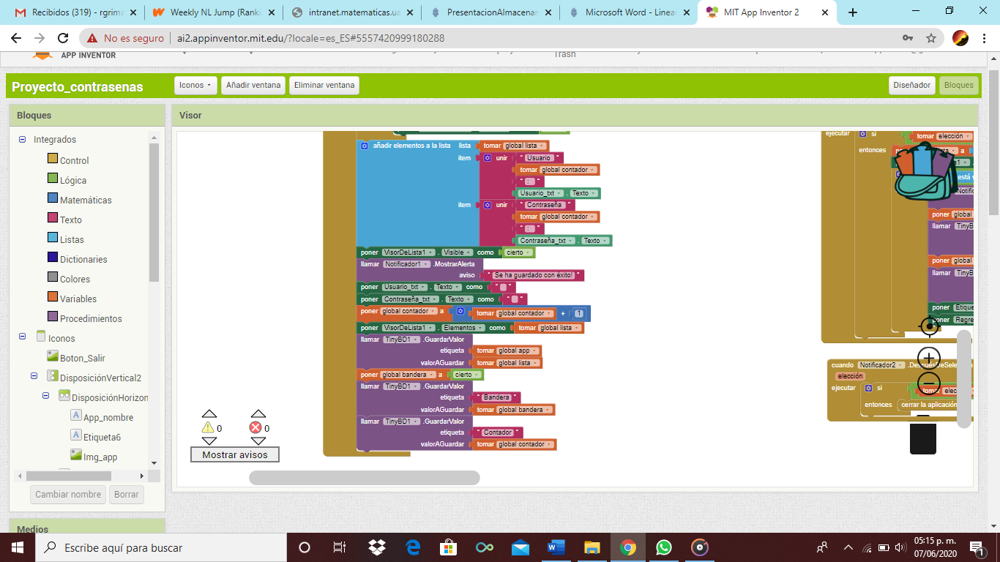 Recibidos (319) - rgrima
Weekly NL Jump (Rank
intranet.matematicas.ua
PresentacionAlmacenar
Microsoft Word - Linea
MIT App Inventor 2
No es seguro | ai2.appinventor.mit.edu/?locale=es_ES#5557420999180288
APP INVENTOR
Trash
Proyecto_contrasenas
Iconos
Añadir ventana
Eliminar ventana
Diseñador
Bloques
Bloques
Visor
Integrados
Control
Lógica
Matemáticas
Texto
Listas
Dictionaries
Colores
Variables
Procedimientos
Iconos
Boton_Salir
DisposiciónVertical2
DisposiciónHorizon
App_nombre
Etiqueta6
Img_app
Cambiar nombre
Borrar
Medios
añadir elementos a la lista lista tomar global lista
item unir " Usuario "
tomar global contador
" : "
Usuario_txt . Texto
item unir " Contraseña "
tomar global contador
" : "
Contraseña_txt . Texto
poner VisorDeLista1 . Visible como cierto
llamar Notificador1 .MostrarAlerta
aviso " Se ha guardado con éxito! "
poner Usuario_txt . Texto como " "
poner Contraseña_txt . Texto como " "
poner global contador a tomar global contador + 1
poner VisorDeLista1 . Elementos como tomar global lista
llamar TinyBD1 .GuardarValor
etiqueta tomar global app
valorAGuardar tomar global lista
poner global bandera a cierto
llamar TinyBD1 .GuardarValor
etiqueta " Bandera "
valorAGuardar tomar global bandera
llamar TinyBD1 .GuardarValor
etiqueta " Contador "
valorAGuardar tomar global contador
0
0
Mostrar avisos
ejecutar si tomar elección
entonces
está v
Notific
poner global
llamar TinyB
poner global
llamar TinyB
poner Etique
poner Regre
cuando Notificador2
elección
ejecutar si tomar elec
entonces cerrar la aplicación
Escribe aquí para buscar
05:15 p. m.
07/06/2020
1